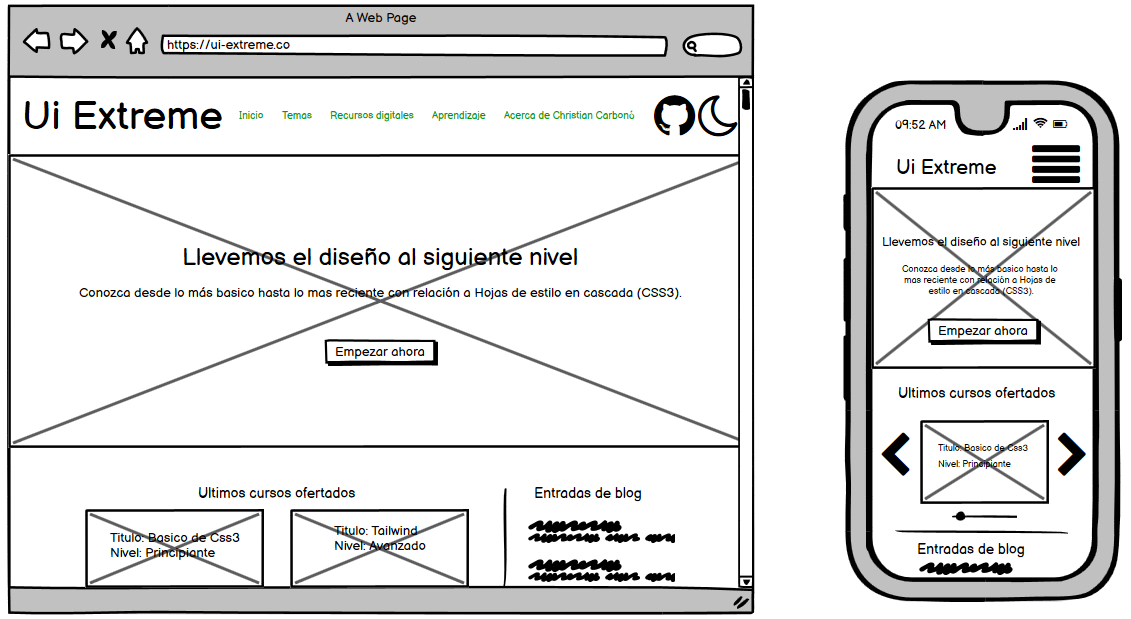 A Web Page
https://ui-extreme.co
Ui Extreme
Inicio
Temas
Recursos digitales
Aprendizaje
Acerca de Christian Carbonó
Llevemos el diseño al siguiente nivel
Conozca desde lo más basico hasta lo mas reciente con relación a Hojas de estilo en cascada (CSS3).
Empezar ahora
Ultimos cursos ofertados
Titulo: Basico de Css3
Nivel: Principiante
Titulo: Tailwind
Nivel: Avanzado
Entradas de blog
09:52 AM
Ui Extreme
Llevemos el diseño al siguiente nivel
Conozca desde lo más basico hasta lo
mas reciente con relación a Hojas de
estilo en cascada (CSS3).
Empezar ahora
Ultimos cursos ofertados
Titulo: Basico de Css3
Nivel: Principiante
Entradas de blog